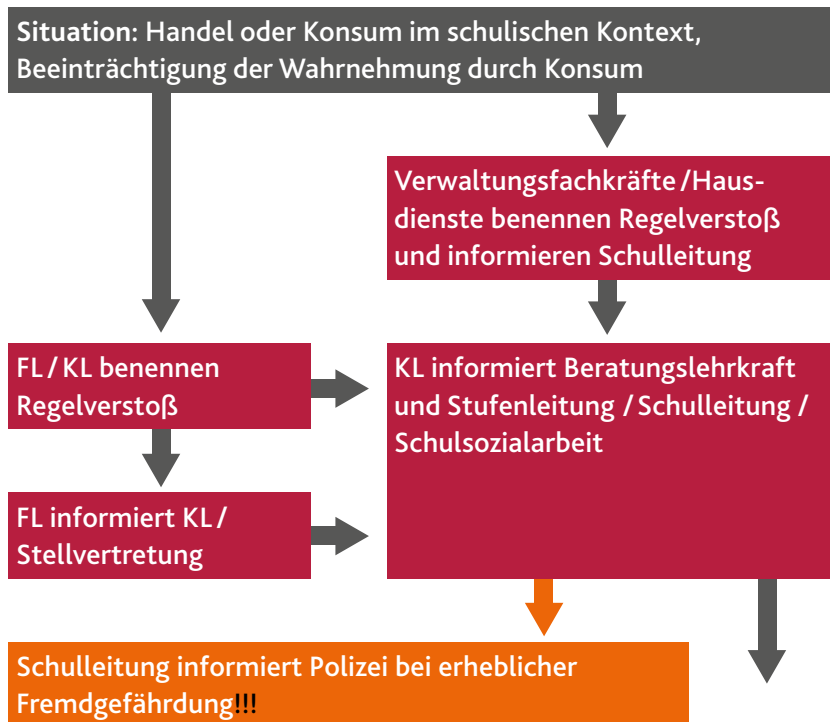 Situation: Handel oder Konsum im schulischen Kontext,
Beeinträchtigung der Wahrnehmung durch Konsum
Verwaltungsfachkräfte/Haus-
dienste benennen Regelverstoß
und informieren Schulleitung
FL/KL benennen
Regelverstoß
KL informiert Beratungslehrkraft
und Stufenleitung/Schulleitung/
Schulsozialarbeit
FL informiert KL/
Stellvertretung
Schulleitung informiert Polizei bei erheblicher
Fremdgefährdung!!!